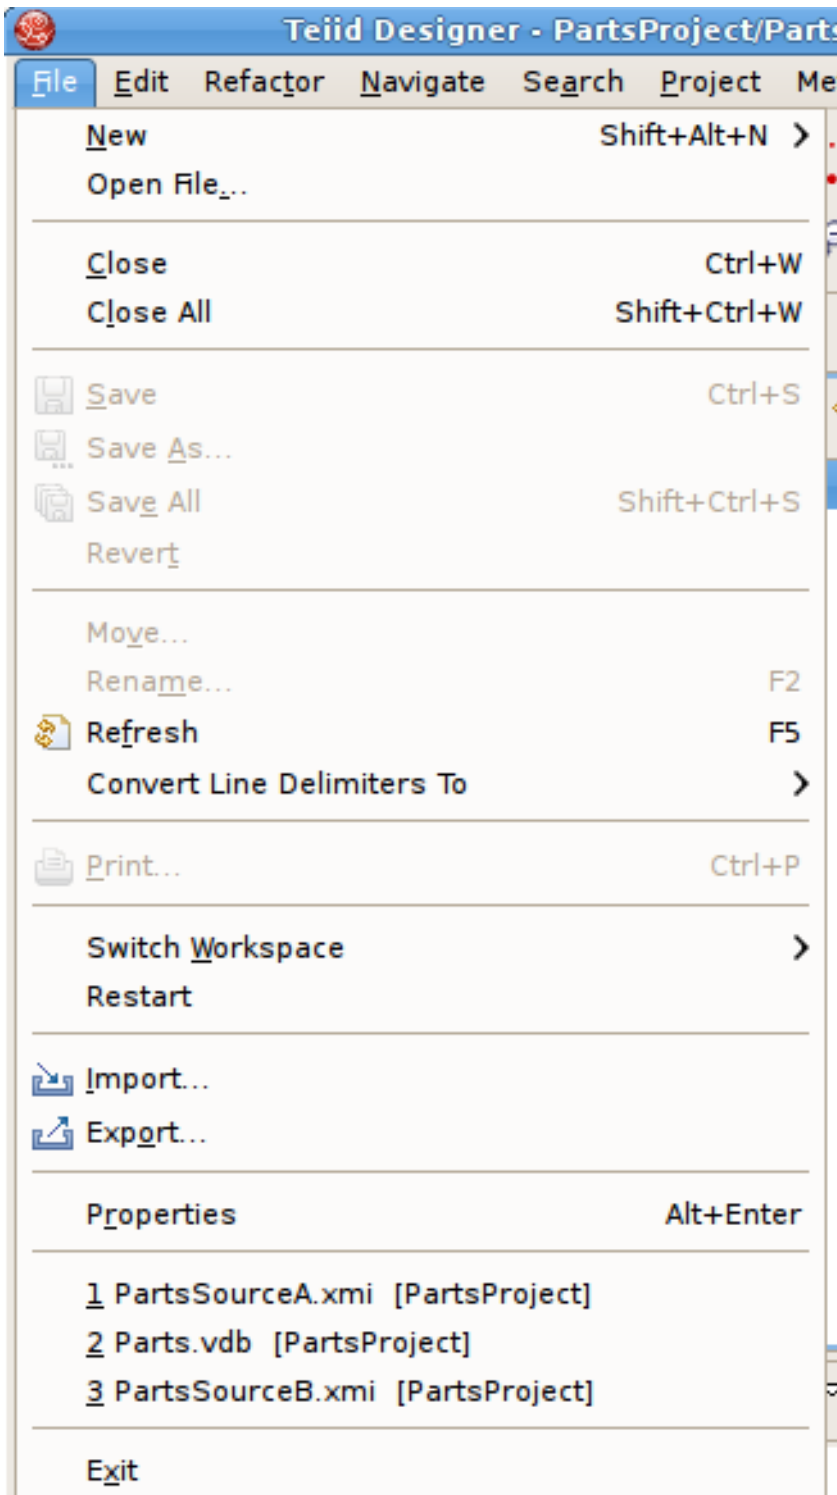 Teiid Designer - PartsProject/Parts
File Edit Refactor Navigate Search Project Me
New Shift+Alt+N
Open File...
Close Ctrl+W
Close All Shift+Ctrl+W
Save Ctrl+S
Save As...
Save All Shift+Ctrl+S
Revert
Move...
Rename... F2
Refresh F5
Convert Line Delimiters To
Print... Ctrl+P
Switch Workspace
Restart
Import...
Export...
Properties Alt+Enter
1 PartsSourceA.xmi [PartsProject]
2 Parts.vdb [PartsProject]
3 PartsSourceB.xmi [PartsProject]
Exit